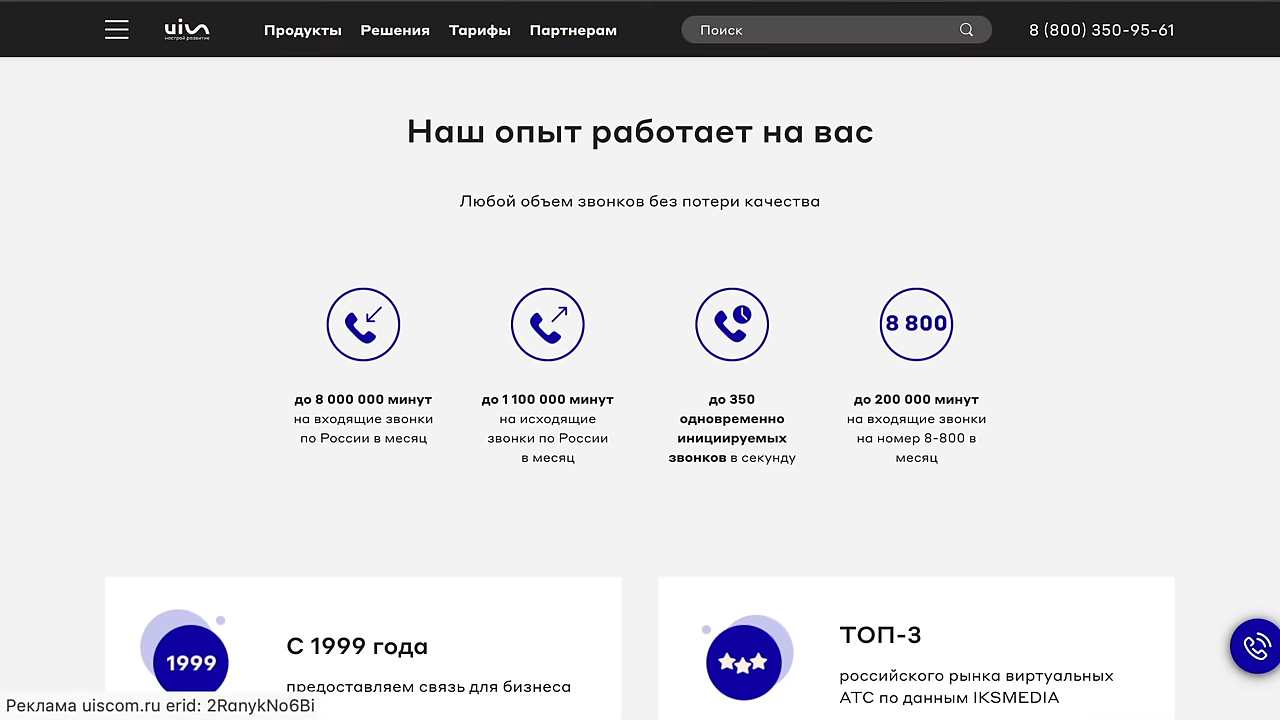 uis
настрой развитие
Продукты Решения Тарифы Партнерам
Поиск
8 (800) 350-95-61
Наш опыт работает на вас
Любой объем звонков без потери качества
8 800
до 8 000 000 минут
на входящие звонки
по России в месяц
до 1 100 000 минут
на исходящие
звонки по России
в месяц
до 350
одновременно
инициируемых
звонков в секунду
до 200 000 минут
на входящие звонки
на номер 8-800 в
месяц
1999
С 1999 года
предоставляем связь для бизнеса
ТОП-3
российского рынка виртуальных
АТС по данным IKSMEDIA
Реклама uiscom.ru erid: 2RanykNo6Bi